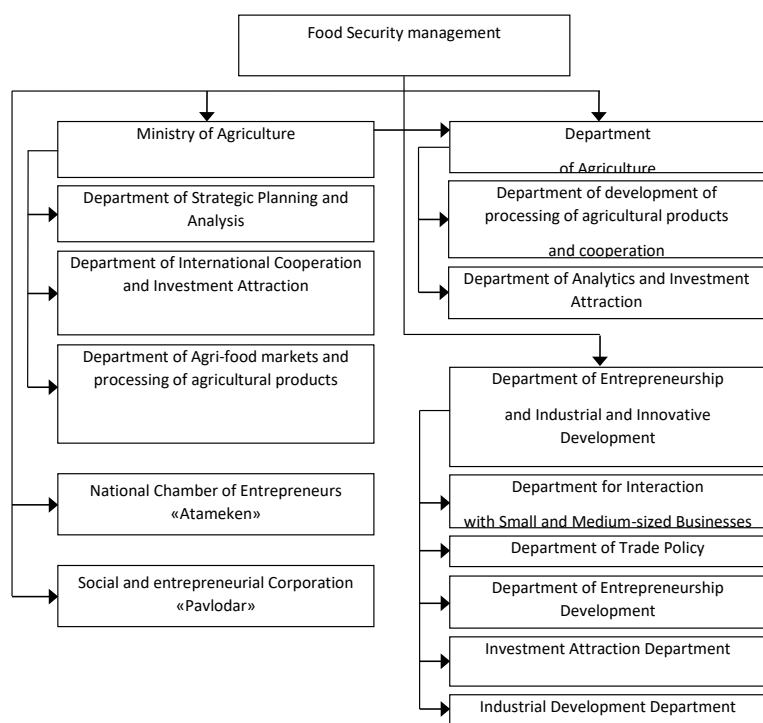 Food Security management
Ministry of Agriculture
Department of Strategic Planning and
Analysis
Department of International Cooperation
and Investment Attraction
Department of Agri-food markets and
processing of agricultural products
National Chamber of Entrepreneurs
«Atameken»
Social and entrepreneurial Corporation
«Pavlodar»
Department
of Agriculture
Department of development of
processing of agricultural products
and cooperation
Department of Analytics and Investment
Attraction
Department of Entrepreneurship
and Industrial and Innovative
Development
Department for Interaction
with Small and Medium-sized Businesses
Department of Trade Policy
Department of Entrepreneurship
Development
Investment Attraction Department
Industrial Development Department